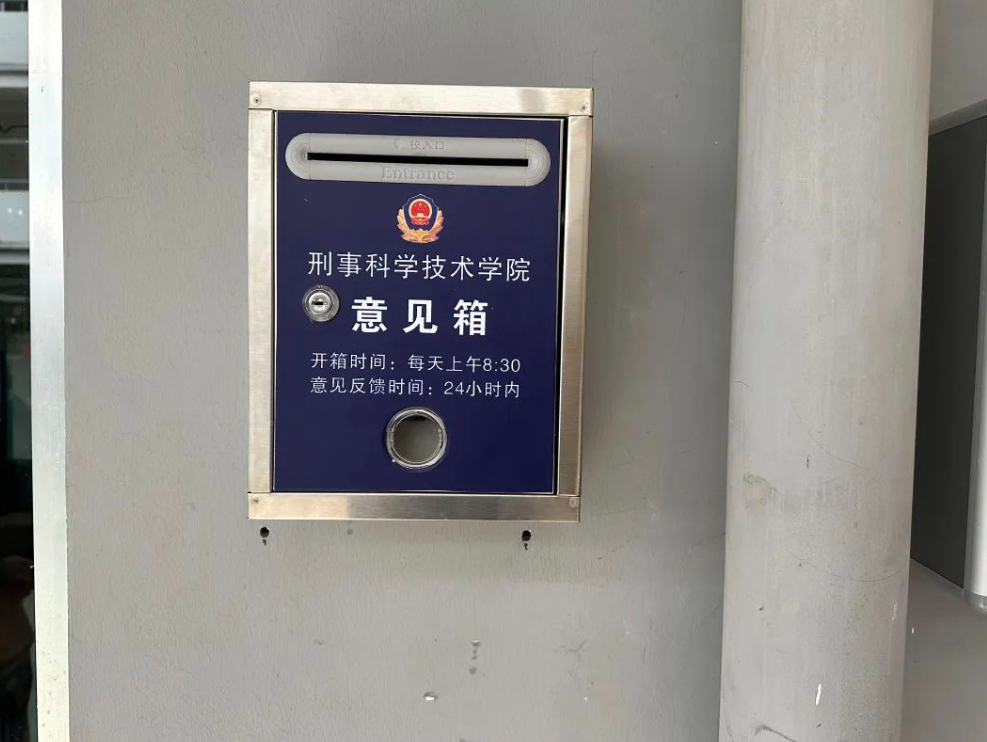 投入口
Entrance
刑事科学技术学院
意见箱
开箱时间：每天上午8:30
意见反馈时间：24小时内